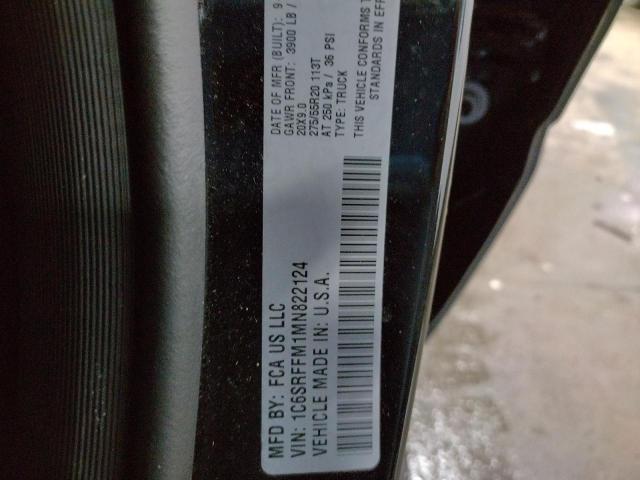 MFD BY: FCA US LLC
VIN: 1C6SRFFM1MN822124
VEHICLE MADE IN: U.S.A.
DATE OF MFR (BUILT): 9
GAWR FRONT: 3900 LB /
20X9.0
275/55R20 113T
AT 250 kPa / 36 PSI
TYPE: TRUCK
THIS VEHICLE CONFORMS T
STANDARDS IN EFF